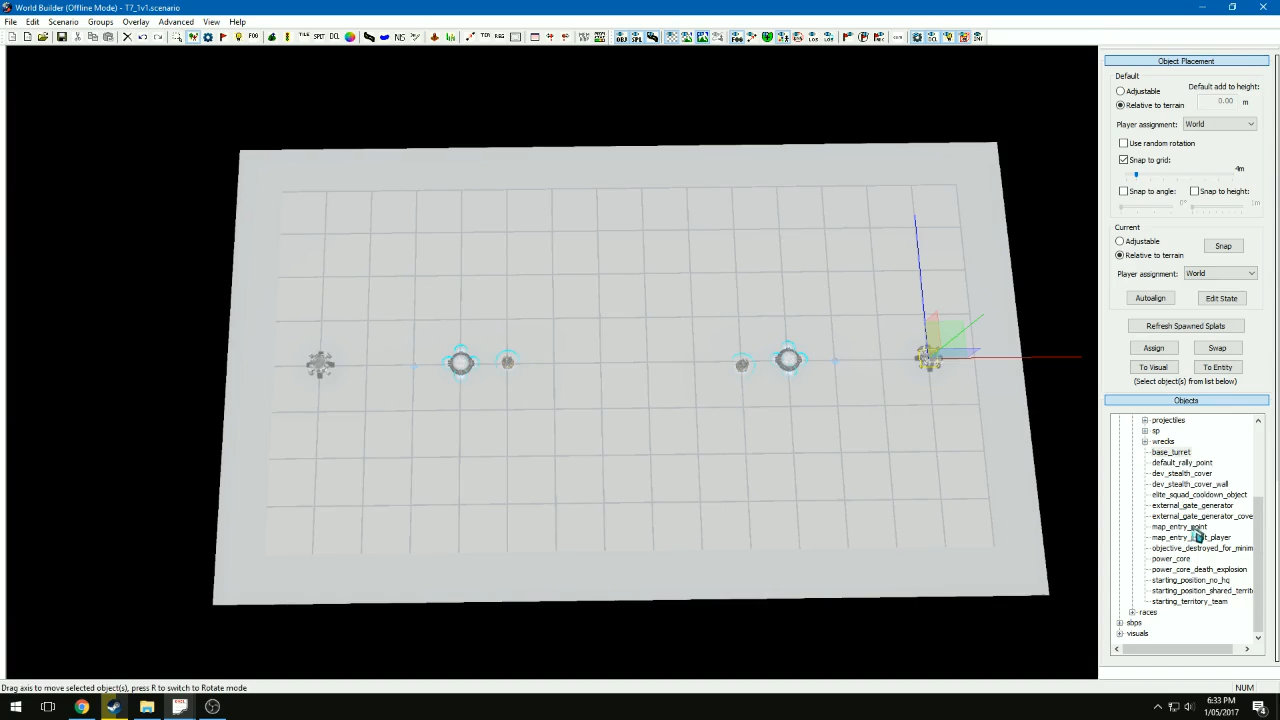 World Builder (Offline Mode) - T7_1v1.scenario
File Edit Scenario Groups Overlay Advanced View Help
Object Placement
Default
Adjustable
Default add to height:
Relative to terrain
0.00 m
Player assignment: World
Use random rotation
Snap to grid:
4m
Snap to angle: Snap to height:
0° 1m
Current
Adjustable
Snap
Relative to terrain
Player assignment: World
Autoalign Edit State
Refresh Spawned Splats
Assign Swap
To Visual To Entity
(Select object(s) from list below)
Objects
projectiles
sp
wrecks
base_turret
default_rally_point
dev_stealth_cover
dev_stealth_cover_wall
elite_squad_cooldown_object
external_gate_generator
external_gate_generator_cove
map_entry_point
objective_destroyed_for_minim
power_core
power_core_death_explosion
starting_position_no_hq
starting_position_shared_territo
starting_territory_team
races
sbps
visuals
Drag axis to move selected object(s), press R to switch to Rotate mode
NUM
6:33 PM
1/05/2017